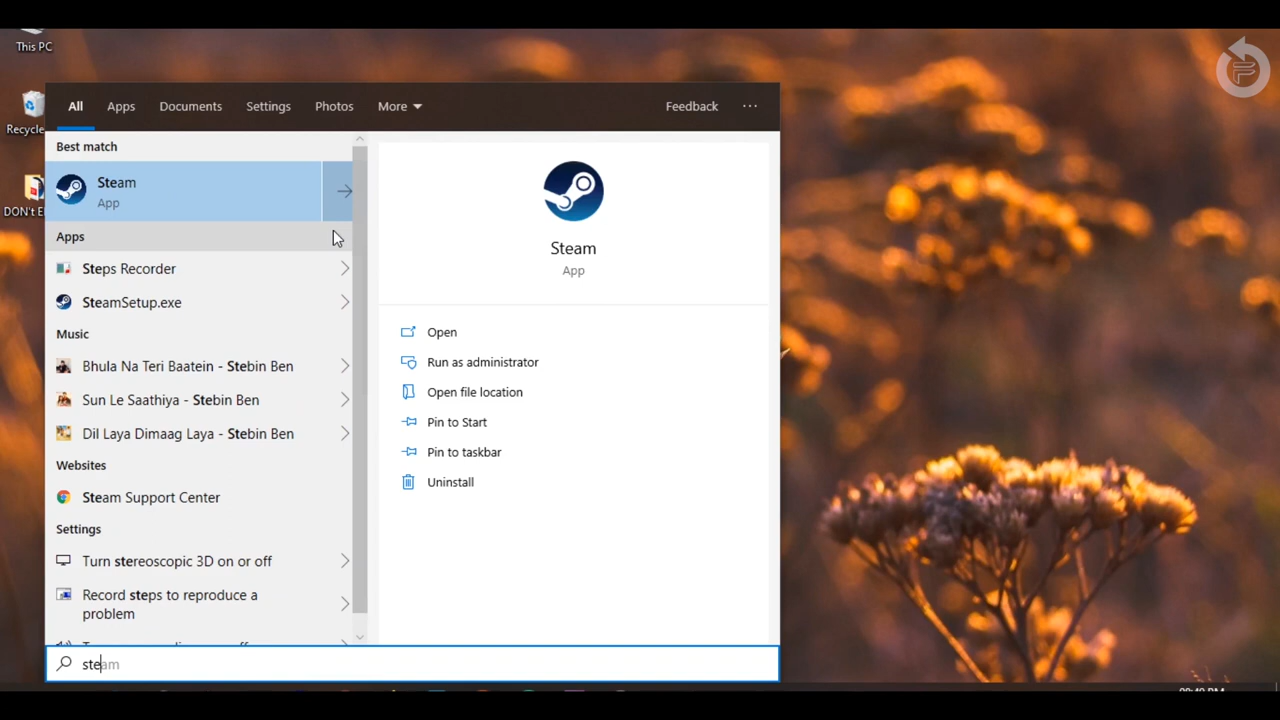 This PC
Recycle
DON't E
All Apps Documents Settings Photos More Feedback ...
Best match
Steam
App
Apps
Steps Recorder
SteamSetup.exe
Music
Bhula Na Teri Baatein - Stebin Ben
Sun Le Saathiya - Stebin Ben
Dil Laya Dimaag Laya - Stebin Ben
Websites
Steam Support Center
Settings
Turn stereoscopic 3D on or off
Record steps to reproduce a
problem
Steam
App
Open
Run as administrator
Open file location
Pin to Start
Pin to taskbar
Uninstall
steam